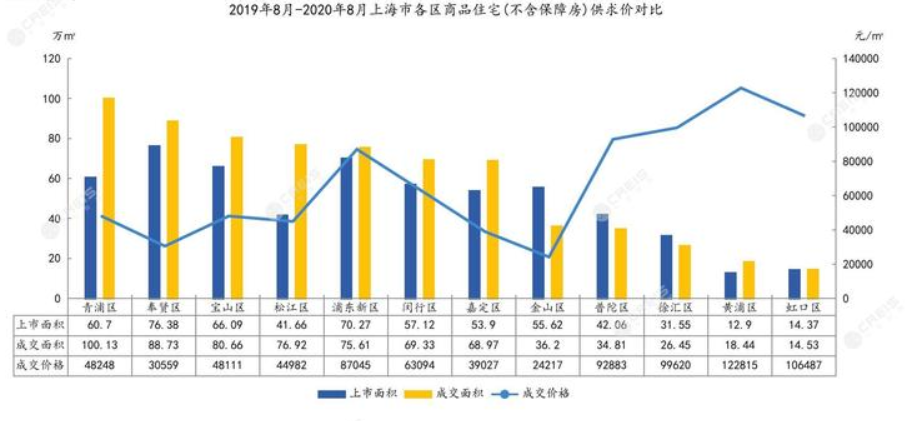 2019年8月-2020年8月上海市各区商品住宅(不含保障房)供求价对比
万㎡
元/㎡
120
100
80
60
40
20
0
140000
120000
100000
80000
60000
40000
20000
0
青浦区 奉贤区 宝山区 松江区 浦东新区 闵行区 嘉定区 金山区 普陀区 徐汇区 黄浦区 虹口区
上市面积 60.7 76.38 66.09 41.66 70.27 57.12 53.9 55.62 42.06 31.55 12.9 14.37
成交面积 100.13 88.73 80.66 76.92 75.61 69.33 68.97 36.2 34.81 26.45 18.44 14.53
成交价格 48248 30559 48111 44982 87045 63094 39027 24217 92883 99620 122815 106487
上市面积 成交面积 成交价格
CREIS
CREIS
CREIS
CREIS
CREIS